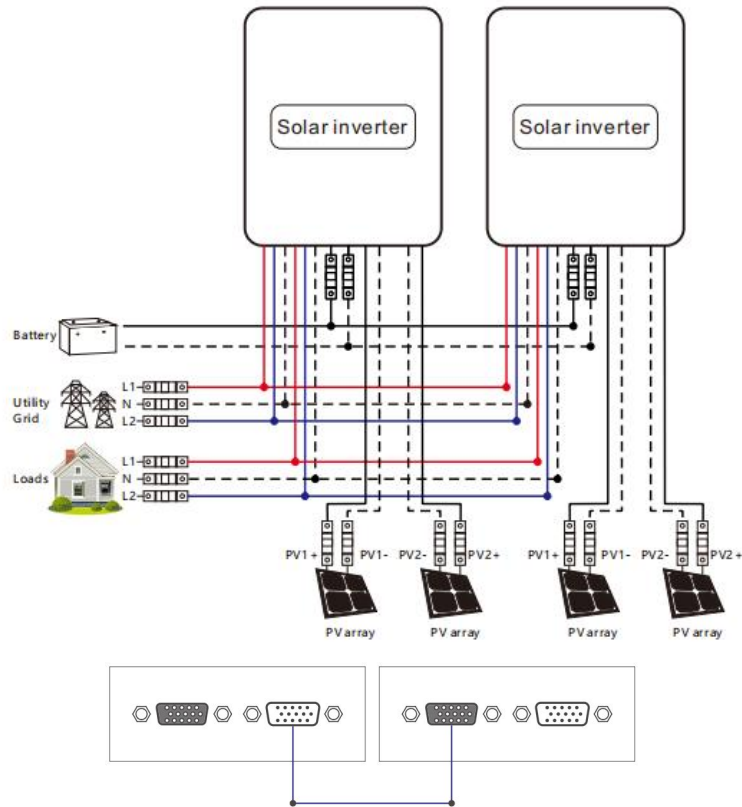 Solar inverter
Solar inverter
Battery
Utility
Grid
L1
N
L2
Loads
L1
N
L2
PV1+
PV1-
PV2-
PV2+
PV1+
PV1-
PV2-
PV2+
PV array
PV array
PV array
PV array